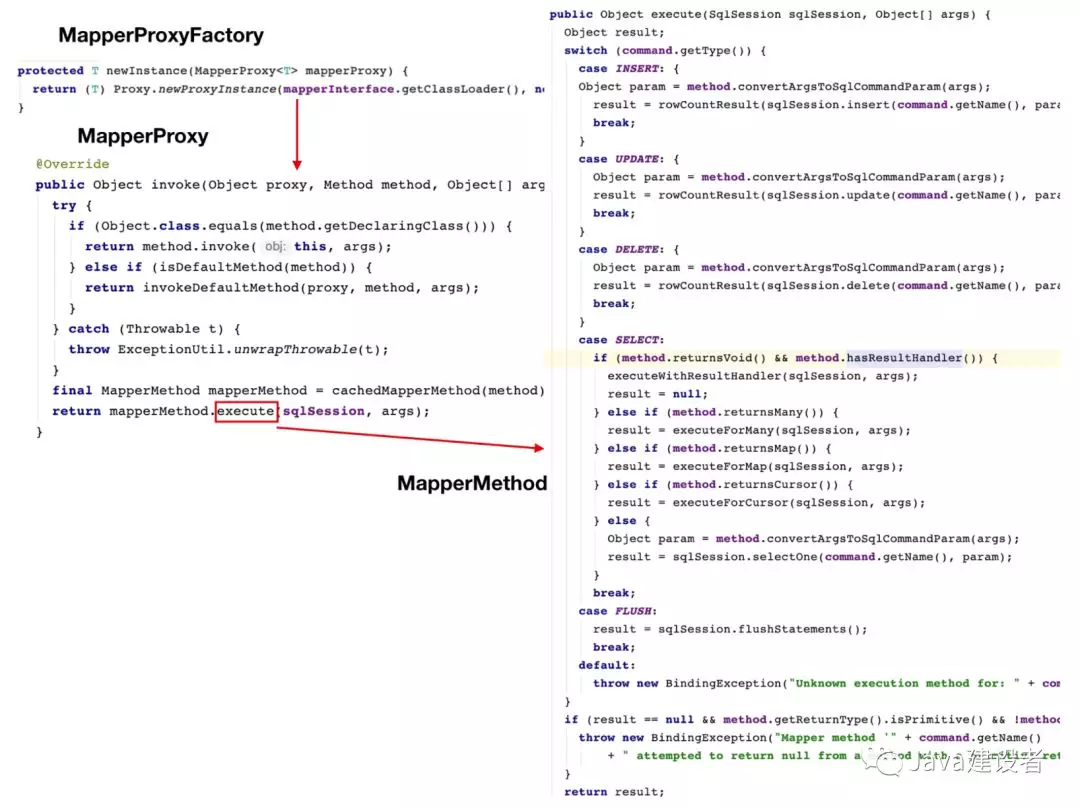 MapperProxyFactory
protected T newInstance(MapperProxy<T> mapperProxy) {
return (T) Proxy.newProxyInstance(mapperInterface.getClassLoader(), ne
}
MapperProxy
@Override
public Object invoke(Object proxy, Method method, Object[] arg
try {
if (Object.class.equals(method.getDeclaringClass())) {
return method.invoke( obj: this, args);
} else if (isDefaultMethod(method)) {
return invokeDefaultMethod(proxy, method, args);
}
} catch (Throwable t) {
throw ExceptionUtil.unwrapThrowable(t);
}
final MapperMethod mapperMethod = cachedMapperMethod(method)
return mapperMethod.execute(sqlSession, args);
}
MapperMethod
public Object execute(SqlSession sqlSession, Object[] args) {
Object result;
switch (command.getType()) {
case INSERT: {
Object param = method.convertArgsToSqlCommandParam(args);
result = rowCountResult(sqlSession.insert(command.getName(), para
break;
}
case UPDATE: {
Object param = method.convertArgsToSqlCommandParam(args);
result = rowCountResult(sqlSession.update(command.getName(), para
break;
}
case DELETE: {
Object param = method.convertArgsToSqlCommandParam(args);
result = rowCountResult(sqlSession.delete(command.getName(), para
break;
}
case SELECT:
if (method.returnsVoid() && method.hasResultHandler()) {
executeWithResultHandler(sqlSession, args);
result = null;
} else if (method.returnsMany()) {
result = executeForMany(sqlSession, args);
} else if (method.returnsMap()) {
result = executeForMap(sqlSession, args);
} else if (method.returnsCursor()) {
result = executeForCursor(sqlSession, args);
} else {
Object param = method.convertArgsToSqlCommandParam(args);
result = sqlSession.selectOne(command.getName(), param);
}
break;
case FLUSH:
result = sqlSession.flushStatements();
break;
default:
throw new BindingException("Unknown execution method for: " + com
}
if (result == null && method.getReturnType().isPrimitive() && !metho
throw new BindingException("Mapper method '" + command.getName()
+ " attempted to return null from a
Java建设者
}
return result;